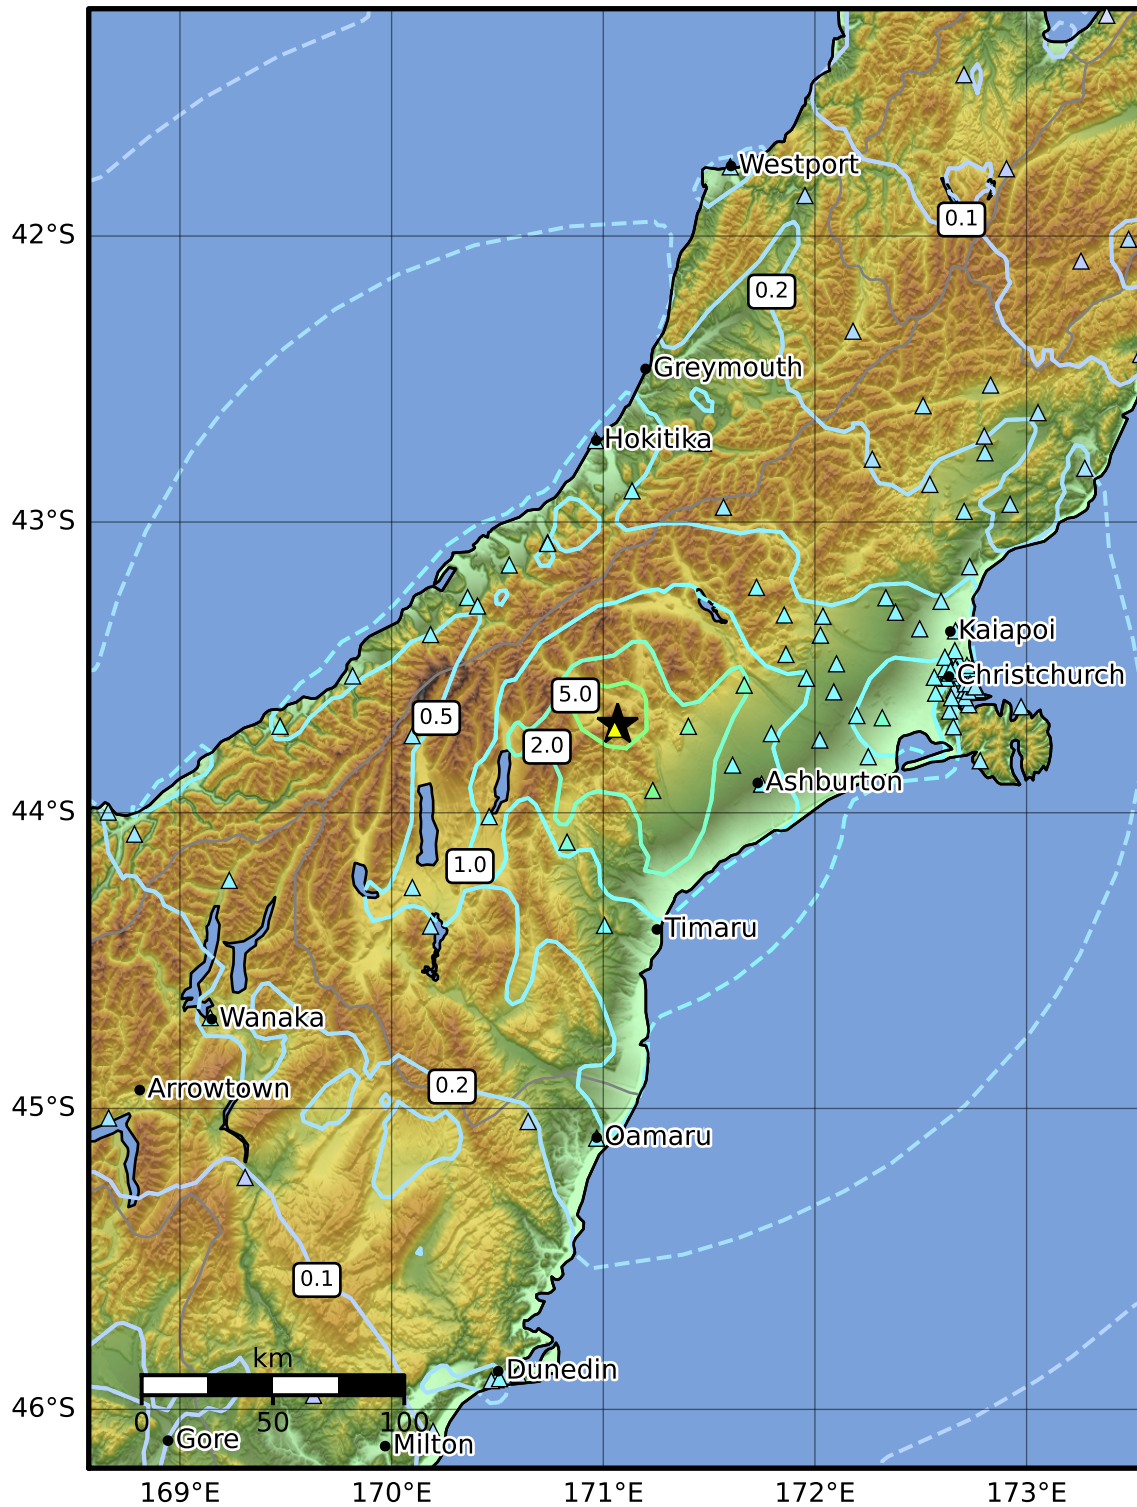 Westport
0.1
42°S
0.2
Greymouth
Hokitika
43°S
Kaiapoi
Christchurch
5.0
0.5
2.0
Ashburton
44°S
1.0
Timaru
Wanaka
0.2
Arrowtown
45°S
Oamaru
0.1
km
Dunedin
46°S
0 50 100
Gore
Milton
169°E 170°E 171°E 172°E 173°E